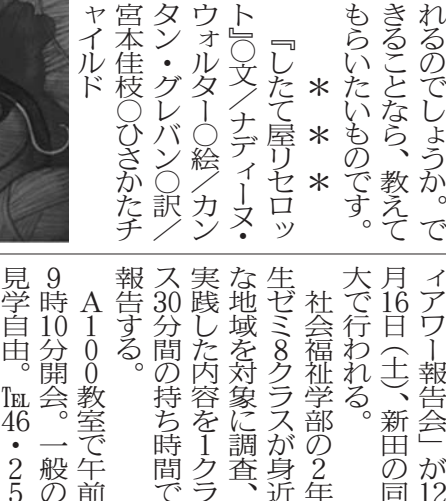 れるのでしょうか。で
きることなら、教えて
もらいたいものです。
＊　＊　＊
『したて屋リセロッ
ト』○文／ナディーヌ・
ウォルター○絵／カン
タン・グレバン○訳／
宮本佳枝○ひさかたチ
ャイルド
ィアワー報告会」が12
月16日（土）、新田の同
大で行われる。
社会福祉学部の２年
生ゼミ８クラスが身近
な地域を対象に調査、
実践した内容を１クラ
ス30分間の持ち時間で
報告する。
Ａ１００教室で午前
９時10分開会。一般の
見学自由。℡46・２５